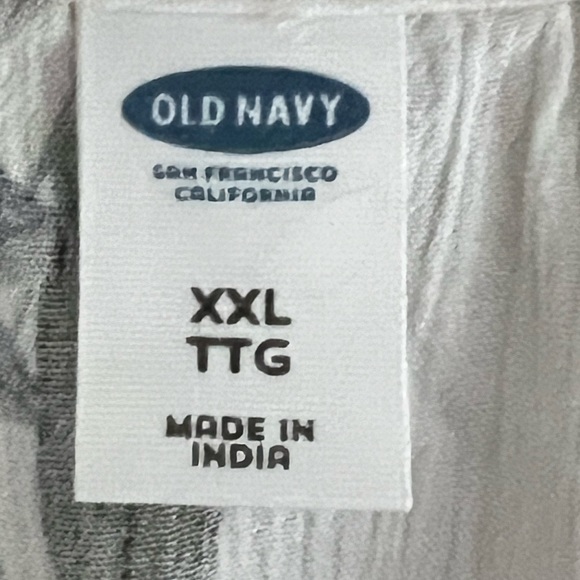 OLD NAVY
SAN FRANCISCO
CALIFORNIA
XXL
TTG
MADE IN
INDIA